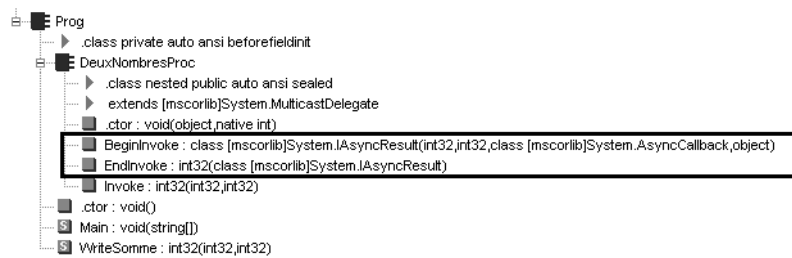 Prog
.class private auto ansi beforefieldinit
DeuxNombresProc
.class nested public auto ansi sealed
extends [mscorlib]System.MulticastDelegate
.ctor : void(object,native int)
BeginInvoke : class [mscorlib]System.IAsyncResult(int32,int32,class [mscorlib]System.AsyncCallback,object)
EndInvoke : int32(class [mscorlib]System.IAsyncResult)
Invoke : int32(int32,int32)
.ctor : void()
S Main : void(string[])
S WriteSomme : int32(int32,int32)